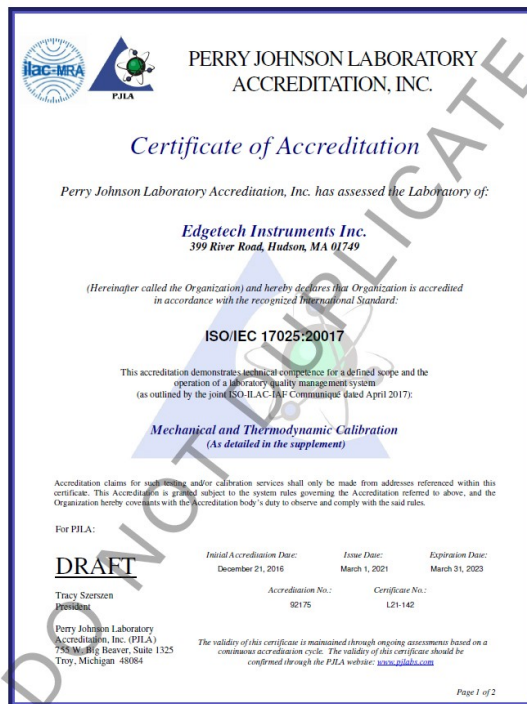 ilac-MRA
PJLA
PERRY JOHNSON LABORATORY
ACCREDITATION, INC.
Certificate of Accreditation
Perry Johnson Laboratory Accreditation, Inc. has assessed the Laboratory of:
Edgetech Instruments Inc.
399 River Road, Hudson, MA 01749
(Hereinafter called the Organization) and hereby declares that Organization is accredited
in accordance with the recognized International Standard:
ISO/IEC 17025:20017
This accreditation demonstrates technical competence for a defined scope and the
operation of a laboratory quality management system
(as outlined by the joint ISO-ILAC-IAF Communiqué dated April 2017):
Mechanical and Thermodynamic Calibration
(As detailed in the supplement)
Accreditation claims for such testing and/or calibration services shall only be made from addresses referenced within this
certificate. This Accreditation is granted subject to the system rules governing the Accreditation referred to above, and the
Organization hereby covenants with the Accreditation body's duty to observe and comply with the said rules.
For PJLA:
DRAFT
Tracy Szerszen
President
Perry Johnson Laboratory
Accreditation, Inc. (PJLA)
755 W. Big Beaver, Suite 1325
Troy, Michigan 48084
Initial Accreditation Date: Issue Date: Expiration Date:
December 21, 2016 March 1, 2021 March 31, 2023
Accreditation No.: Certificate No.:
92175 L21-142
The validity of this certificate is maintained through ongoing assessments based on a
continuous accreditation cycle. The validity of this certificate should be
confirmed through the PJLA website: www.pjlabs.com
Page 1 of 2
DO NOT DUPLICATE